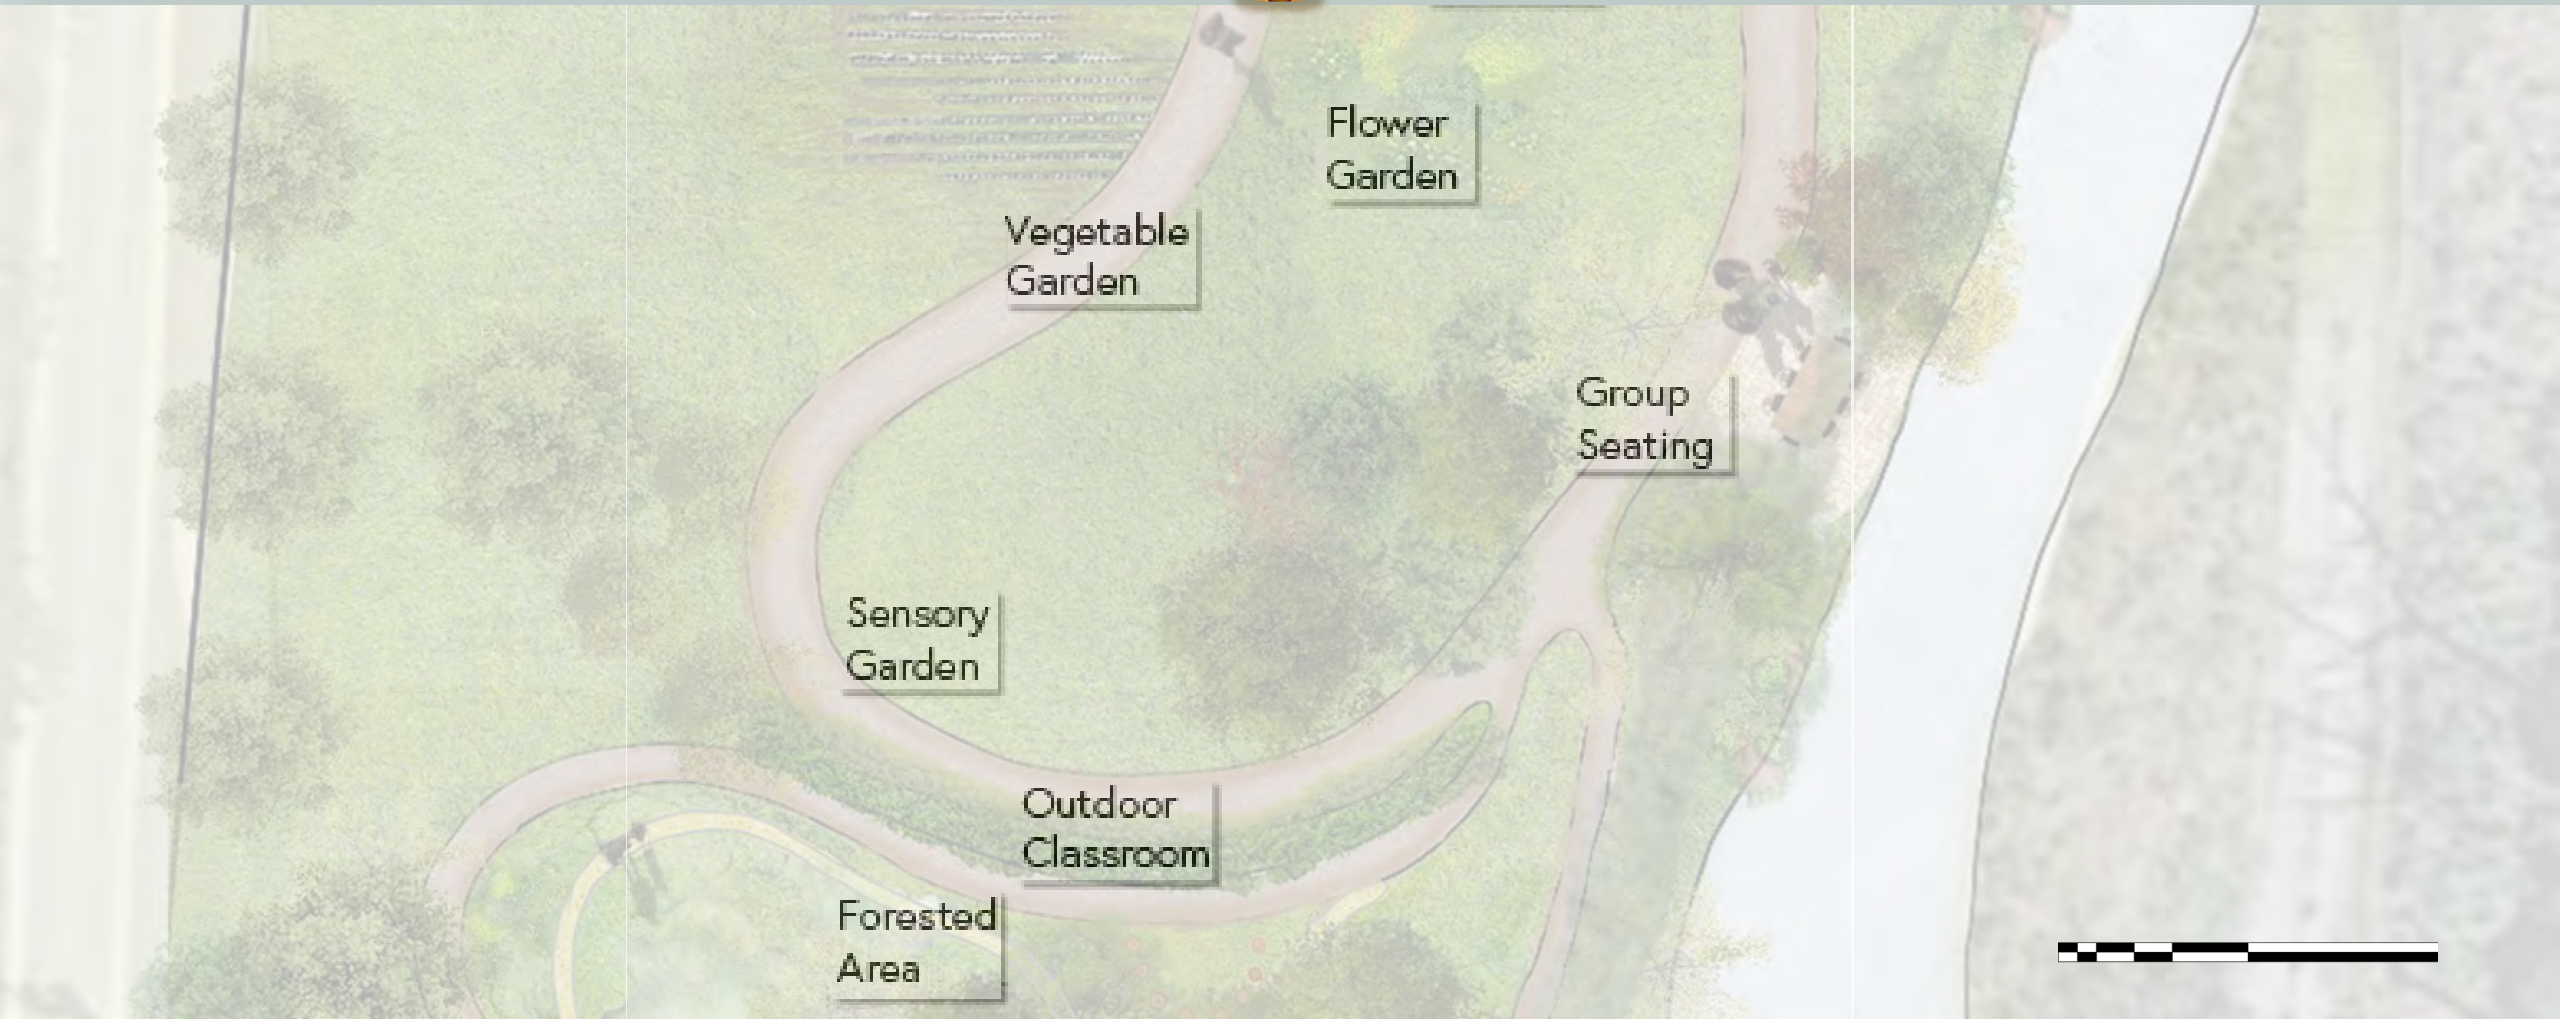 Flower
Garden
Vegetable
Garden
Group
Seating
Sensory
Garden
Outdoor
Classroom
Forested
Area